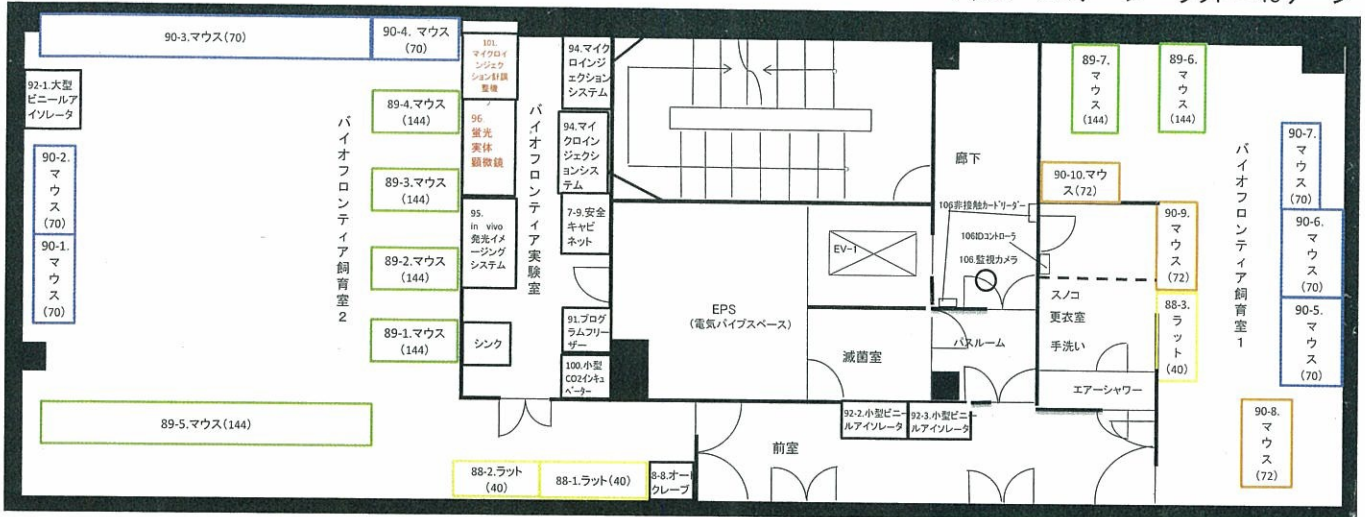 90-3.マウス(70)
90-4. マウス
(70)
92-1.大型
ビニールア
イソレータ
90-2.
マ
ウ
ス
(70)
90-1.
マ
ウ
ス
(70)
89-4.マウス
(144)
89-3.マウス
(144)
89-2.マウス
(144)
89-1.マウス
(144)
バイオフロンティア飼育室2
89-5.マウス(144)
101.
マイクロイ
ンジェク
ション針調
整機
96
蛍光
実体
顕微鏡
95.
in vivo
発光イメ
ージング
システム
シンク
バイオフロンティア実験室
94.マイク
ロインジ
ェクション
システム
94.マイ
クロイン
ジェクシ
ョンシス
テム
7-9.安全
キャビ
ネット
91.プログ
ラムフリー
ザー
100.小型
CO2インキュ
ベーター
88-2.ラット
(40)
88-1.ラット(40)
8-8.オート
クレーブ
EPS
(電気パイプスペース)
EV-1
滅菌室
92-2.小型ビニー
ルアイソレータ
92-3.小型ビニー
ルアイソレータ
前室
廊下
106非接触カードリーダー
106IDコントローラ
106.監視カメラ
パスルーム
スノコ
更衣室
手洗い
エアーシャワー
89-7.
マ
ウ
ス
(144)
89-6.
マ
ウ
ス
(144)
90-10.マウ
ス(72)
90-9.
マ
ウ
ス
(72)
88-3.
ラ
ッ
ト
(40)
バイオフロンティア飼育室1
90-7.
マ
ウ
ス
(70)
90-6.
マ
ウ
ス
(70)
90-5.
マ
ウ
ス
(70)
90-8.
マ
ウ
ス
(72)